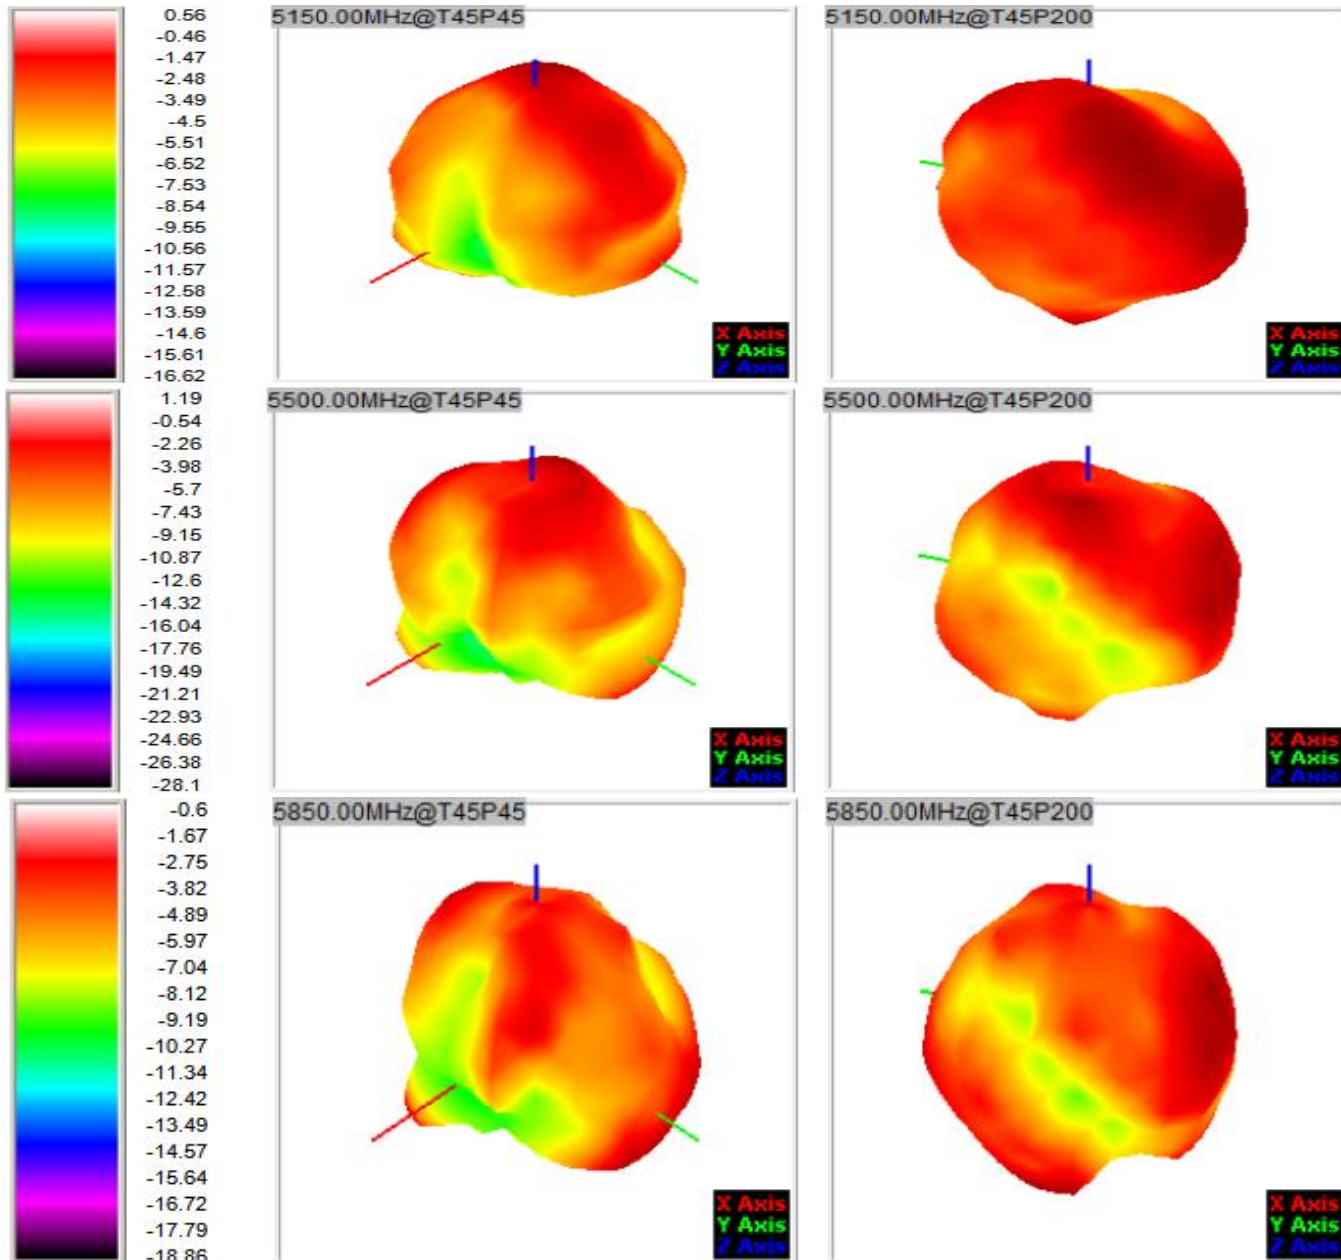 0.56
-0.46
-1.47
-2.48
-3.49
-4.5
-5.51
-6.52
-7.53
-8.54
-9.55
-10.56
-11.57
-12.58
-13.59
-14.6
-15.61
-16.62
5150.00MHz@T45P45
X Axis
Y Axis
Z Axis
5150.00MHz@T45P200
X Axis
Y Axis
Z Axis
1.19
-0.54
-2.26
-3.98
-5.7
-7.43
-9.15
-10.87
-12.6
-14.32
-16.04
-17.76
-19.49
-21.21
-22.93
-24.66
-26.38
-28.1
5500.00MHz@T45P45
X Axis
Y Axis
Z Axis
5500.00MHz@T45P200
X Axis
Y Axis
Z Axis
-0.6
-1.67
-2.75
-3.82
-4.89
-5.97
-7.04
-8.12
-9.19
-10.27
-11.34
-12.42
-13.49
-14.57
-15.64
-16.72
-17.79
-18.86
5850.00MHz@T45P45
X Axis
Y Axis
Z Axis
5850.00MHz@T45P200
X Axis
Y Axis
Z Axis